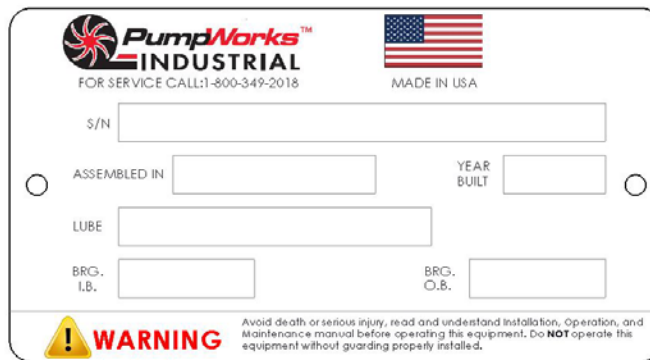 PumpWorks™
INDUSTRIAL
FOR SERVICE CALL:1-800-349-2018
MADE IN USA
S/N
ASSEMBLED IN
YEAR
BUILT
LUBE
BRG.
I.B.
BRG.
O.B.
WARNING
Avoid death or serious injury, read and understand Installation, Operation, and
Maintenance manual before operating this equipment. Do NOT operate this
equipment without guarding properly installed.